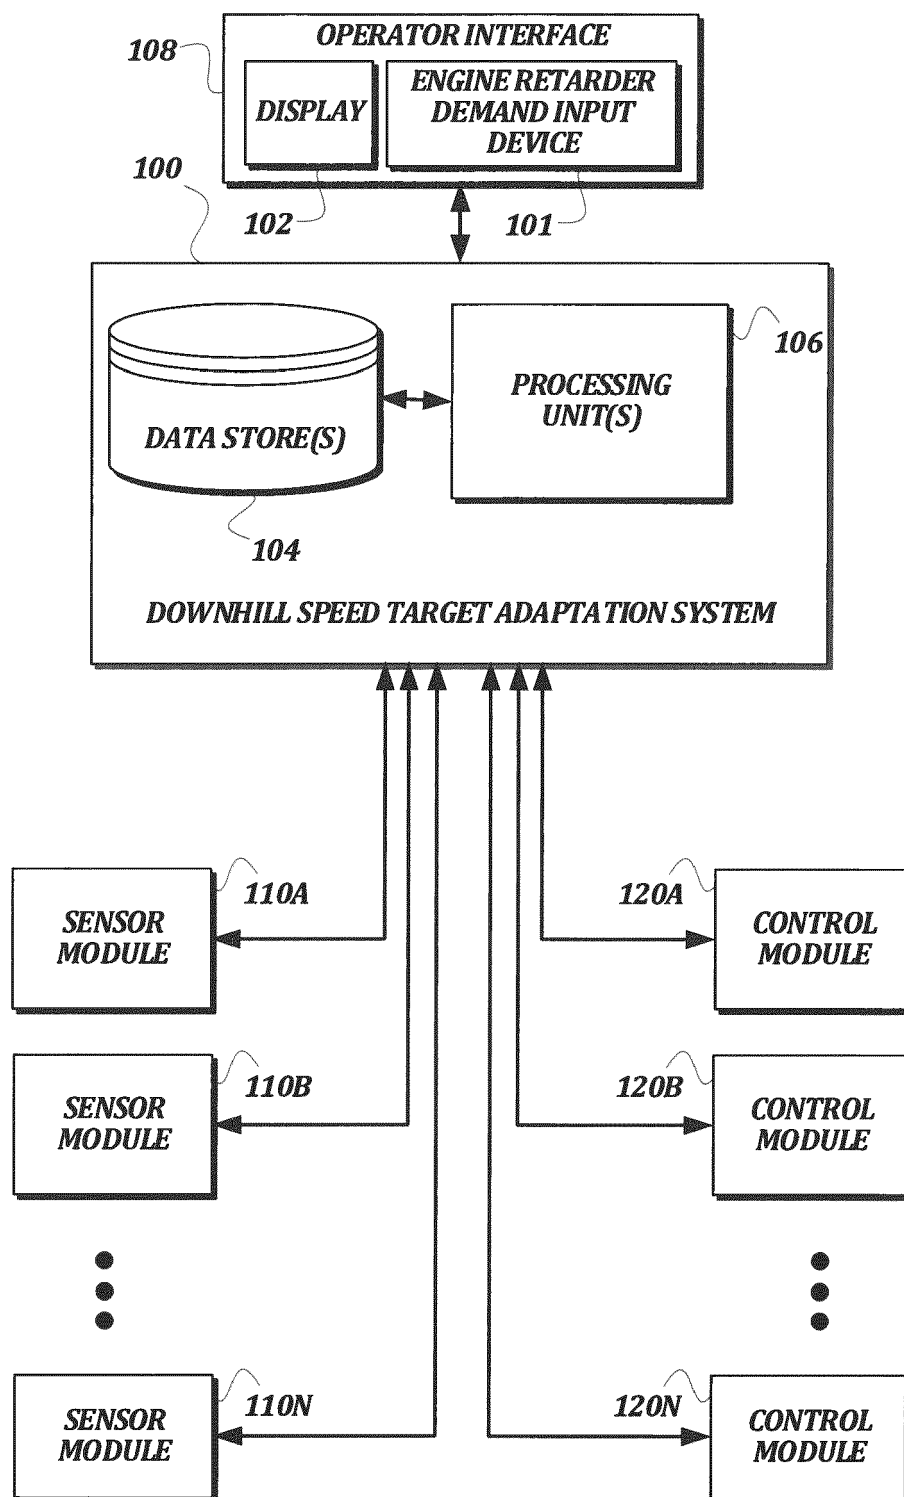 OPERATOR INTERFACE
108
DISPLAY
ENGINE RETARDER
DEMAND INPUT
DEVICE
100
102
101
106
PROCESSING
UNIT(S)
DATA STORE(S)
104
DOWNHILL SPEED TARGET ADAPTATION SYSTEM
110A
SENSOR
MODULE
120A
CONTROL
MODULE
110B
SENSOR
MODULE
120B
CONTROL
MODULE
110N
SENSOR
MODULE
120N
CONTROL
MODULE